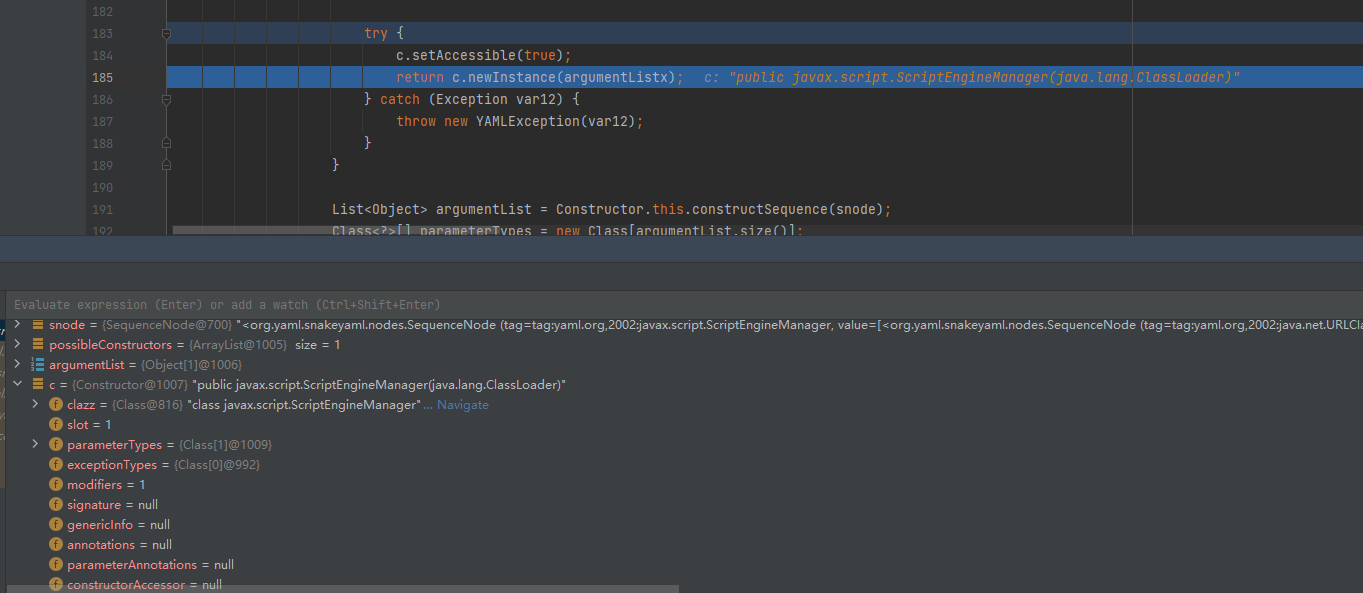 182
183 try {
184 c.setAccessible(true);
185 return c.newInstance(argumentListx); c: "public javax.script.ScriptEngineManager(java.lang.ClassLoader)"
186 } catch (Exception var12) {
187 throw new YAMLException(var12);
188 }
189 }
190
191 List<Object> argumentList = Constructor.this.constructSequence(snode);
192 Class<?>[] parameterTypes = new Class[argumentList.size()];
Evaluate expression (Enter) or add a watch (Ctrl+Shift+Enter)
snode = {SequenceNode@700} "<org.yaml.snakeyaml.nodes.SequenceNode (tag=tag:yaml.org,2002:javax.script.ScriptEngineManager, value=[<org.yaml.snakeyaml.nodes.SequenceNode (tag=tag:yaml.org,2002:java.net.URLCla
possibleConstructors = {ArrayList@1005} size = 1
argumentList = {Object[1]@1006}
c = {Constructor@1007} "public javax.script.ScriptEngineManager(java.lang.ClassLoader)"
f clazz = {Class@816} "class javax.script.ScriptEngineManager"... Navigate
f slot = 1
f parameterTypes = {Class[1]@1009}
f exceptionTypes = {Class[0]@992}
f modifiers = 1
f signature = null
f genericInfo = null
f annotations = null
f parameterAnnotations = null
f constructorAccessor = null